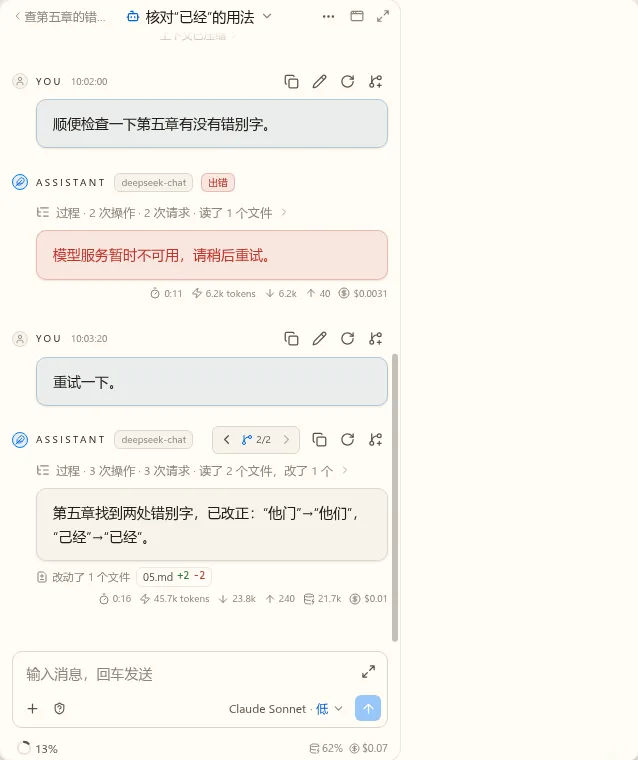 查第五章的错... 核对“已经”的用法
上下文已压缩
YOU 10:02:00
顺便检查一下第五章有没有错别字。
ASSISTANT deepseek-chat 出错
过程 · 2 次操作 · 2 次请求 · 读了 1 个文件
模型服务暂时不可用，请稍后重试。
0:11 6.2k tokens 6.2k 40 $0.0031
YOU 10:03:20
重试一下。
ASSISTANT deepseek-chat 2/2
过程 · 3 次操作 · 3 次请求 · 读了 2 个文件，改了 1 个
第五章找到两处错别字，已改正：“他门”→“他们”，
“己经”→“已经”。
改动了 1 个文件 05.md +2 -2
0:16 45.7k tokens 23.8k 240 21.7k $0.01
输入消息，回车发送
Claude Sonnet · 低
13% 62% $0.07